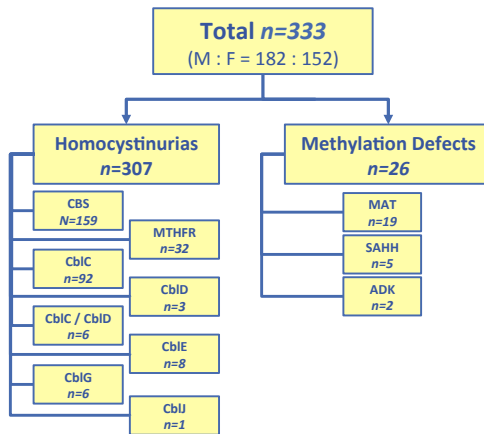 Total n=333
(M : F = 182 : 152)
Homocystinurias
n=307
Methylation Defects
n=26
CBS
N=159
MTHFR
n=32
CblC
n=92
CblD
n=3
CblC / CblD
n=6
CblE
n=8
CblG
n=6
CblJ
n=1
MAT
n=19
SAHH
n=5
ADK
n=2